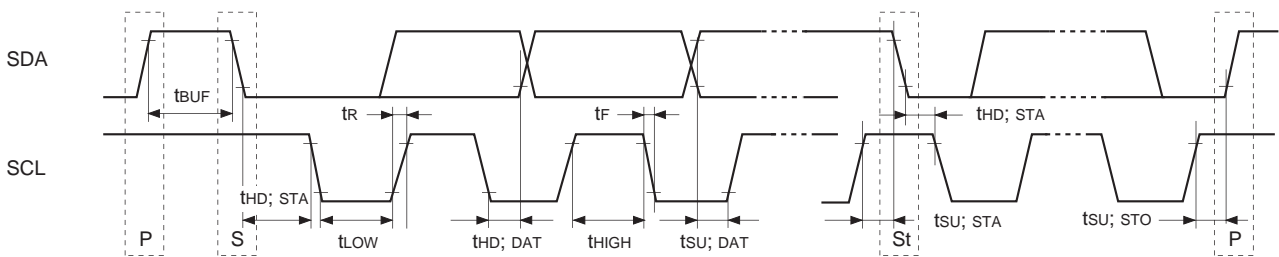 SDA
tBUF
tR
tF
tHD; STA
SCL
tHD; STA
tLOW
tHD; DAT
tHIGH
tSU; DAT
tSU; STA
tSU; STO
P
S
St
P